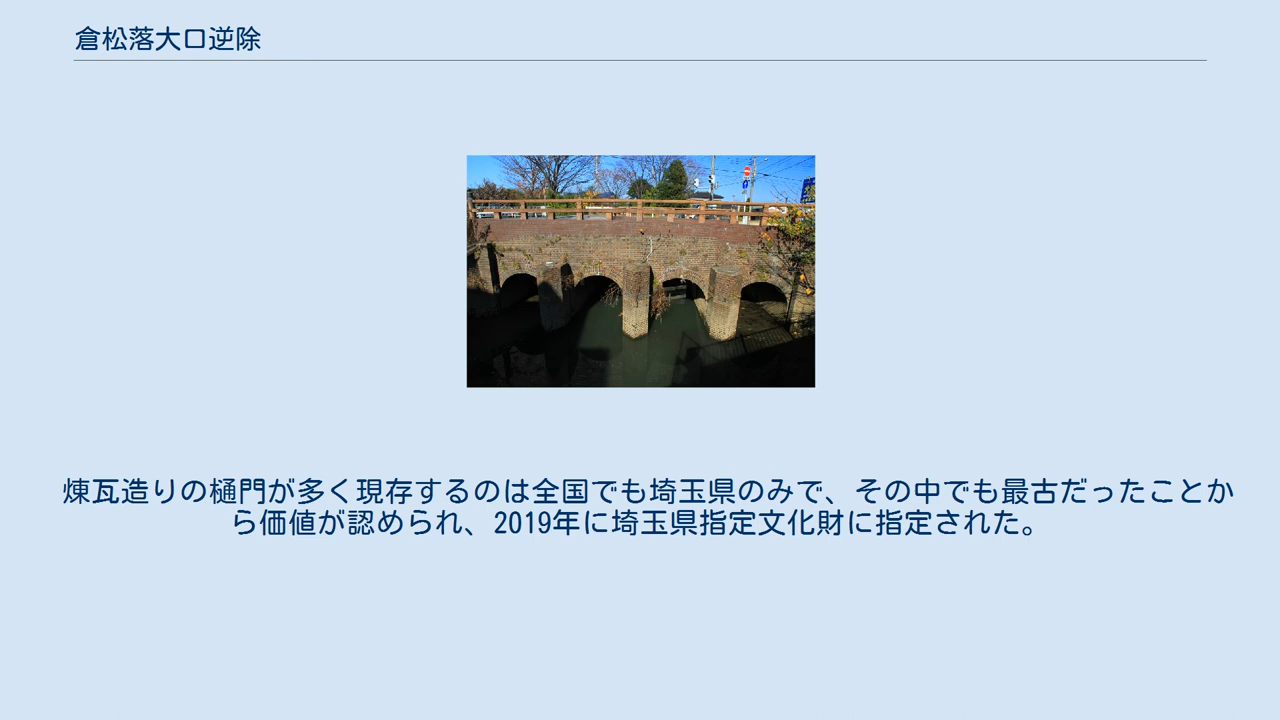 倉松落大口逆除
煉瓦造りの樋門が多く現存するのは全国でも埼玉県のみで、その中でも最古だったことか
ら価値が認められ、2019年に埼玉県指定文化財に指定された。